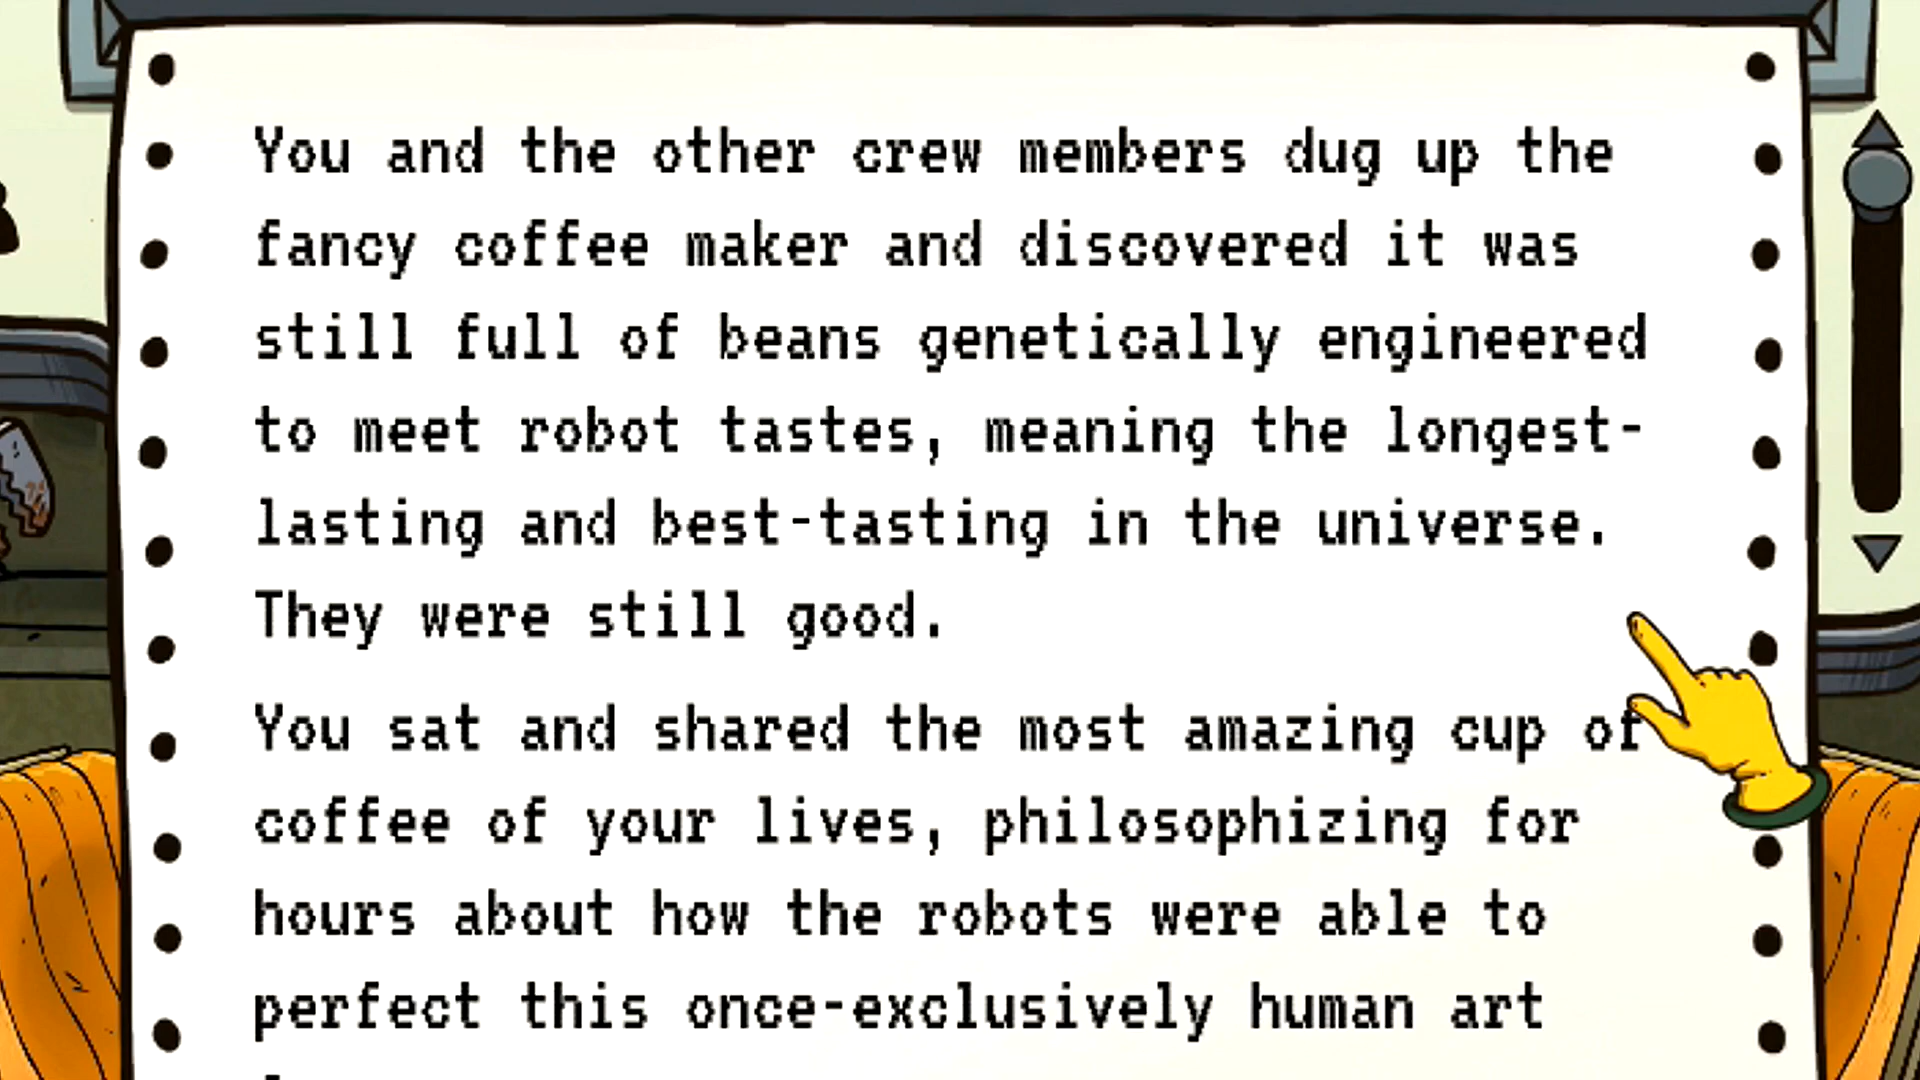 You and the other crew members dug up the
fancy coffee maker and discovered it was
still full of beans genetically engineered
to meet robot tastes, meaning the longest-
lasting and best-tasting in the universe.
They were still good.
You sat and shared the most amazing cup of
coffee of your lives, philosophizing for
hours about how the robots were able to
perfect this once-exclusively human art